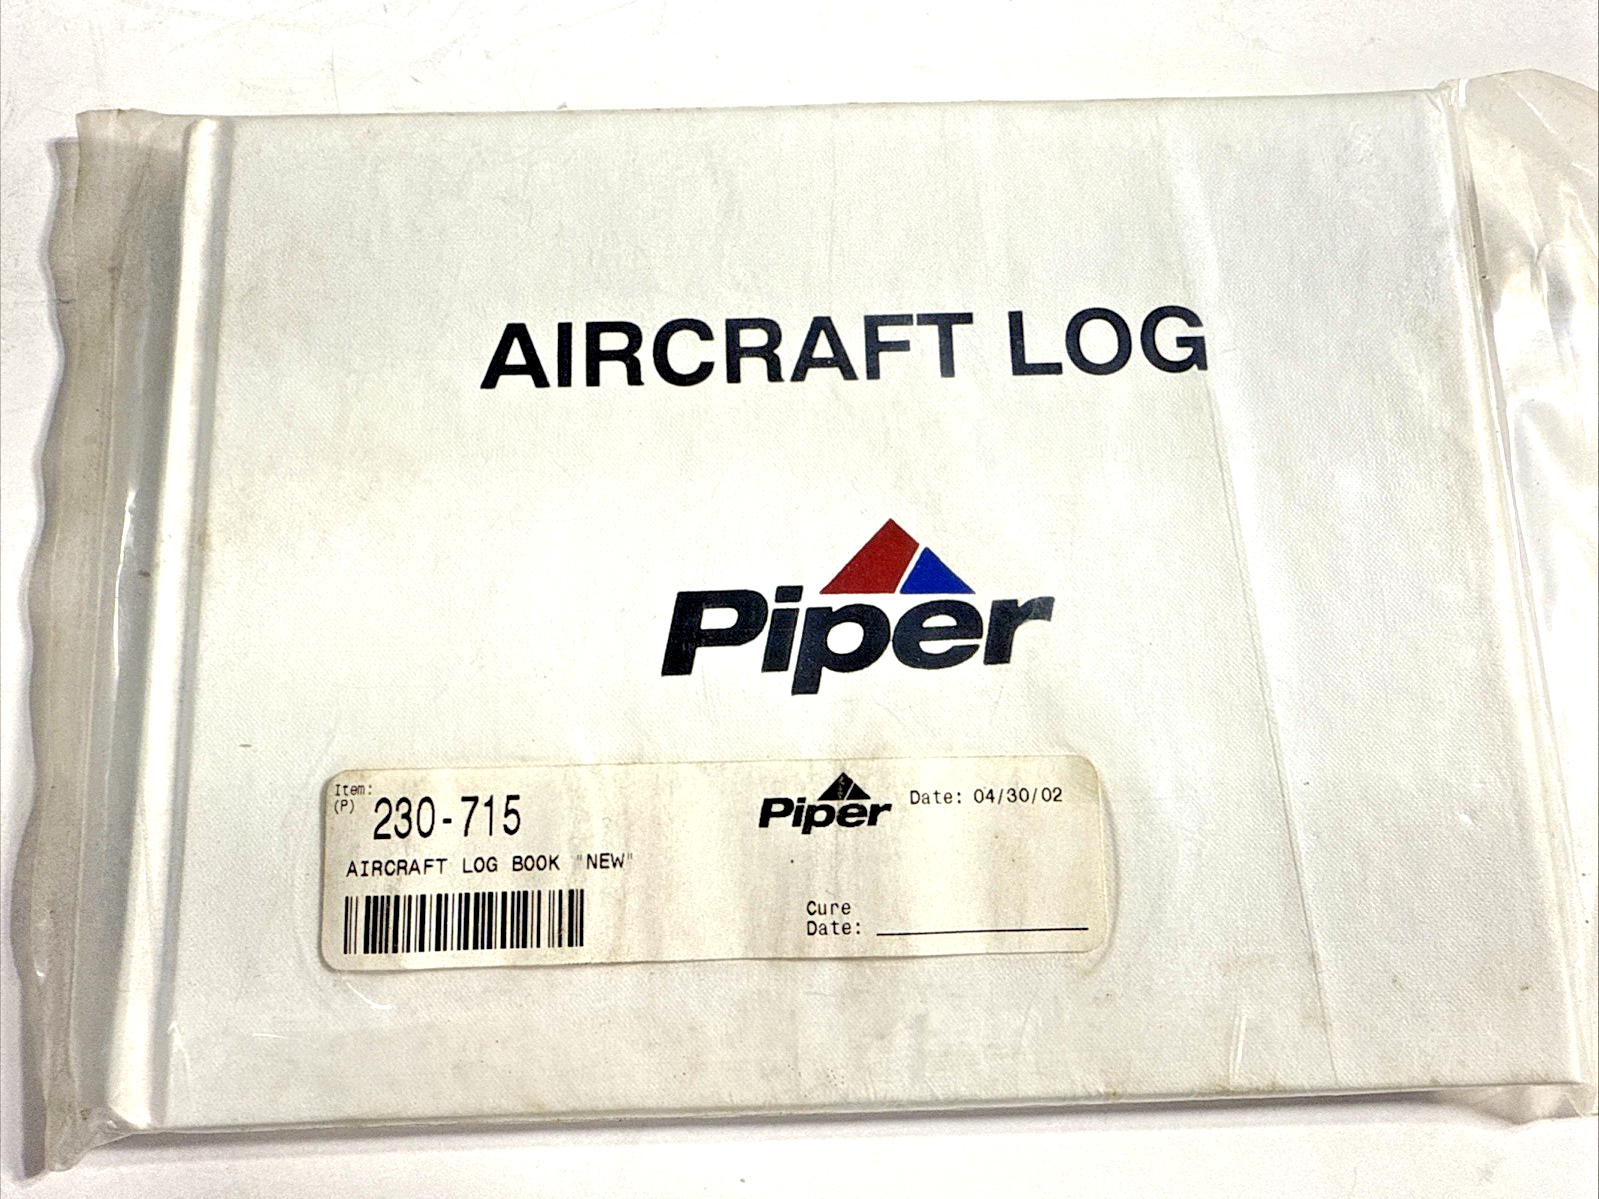 AIRCRAFT LOG
Piper
Item:
(P) 230-715
Piper
Date: 04/30/02
AIRCRAFT LOG BOOK "NEW"
Cure
Date: